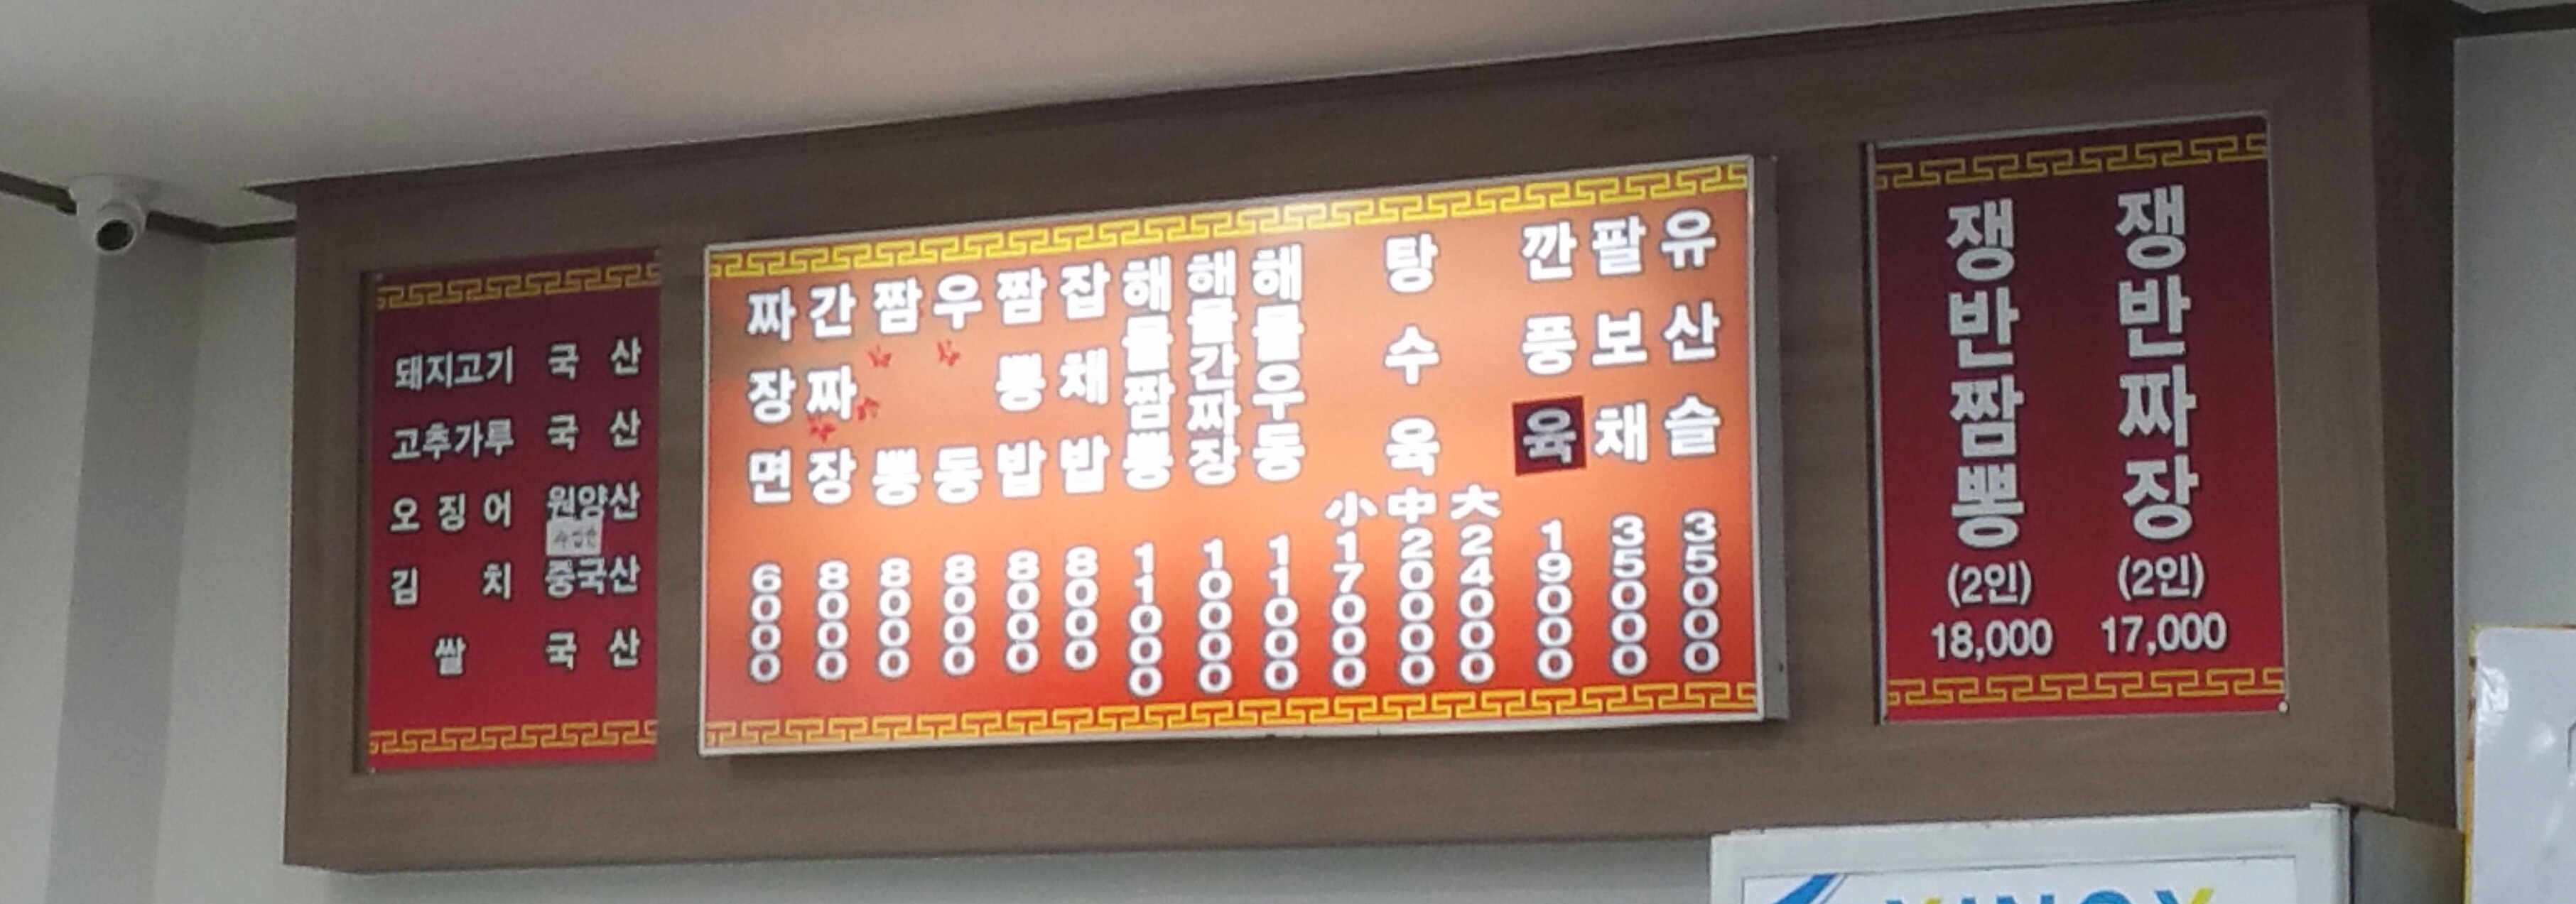 돼지고기 국 산
고추가루 국 산
오 징 어 원양산
김 치 중국산
쌀 국 산
짜장면 6000
간짜장 8000
짬뽕 8000
우동 8000
짬뽕밥 8000
잡채밥 8000
해물짬뽕 11000
해물간짜장 10000
해물우동 11000
탕수육
小 17000
中 20000
大 24000
깐풍육 19000
팔보채 35000
유산슬 35000
쟁반짬뽕
(2인)
18,000
쟁반짜장
(2인)
17,000